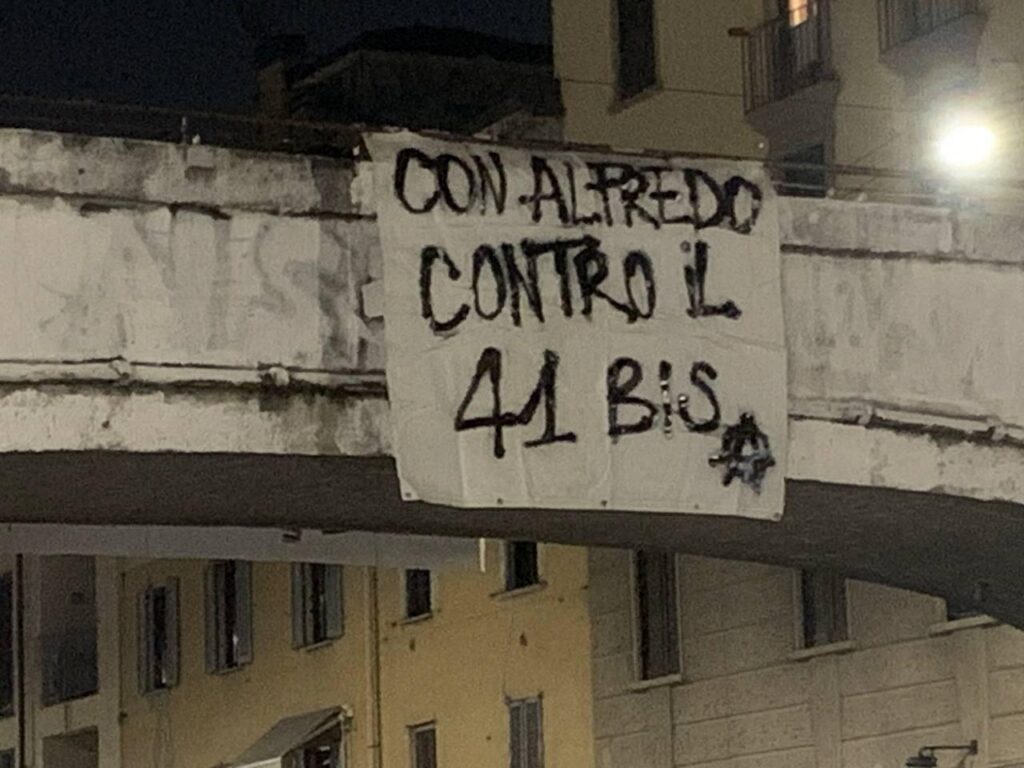 CON ALFREDO
CONTRO iL
41 BiS